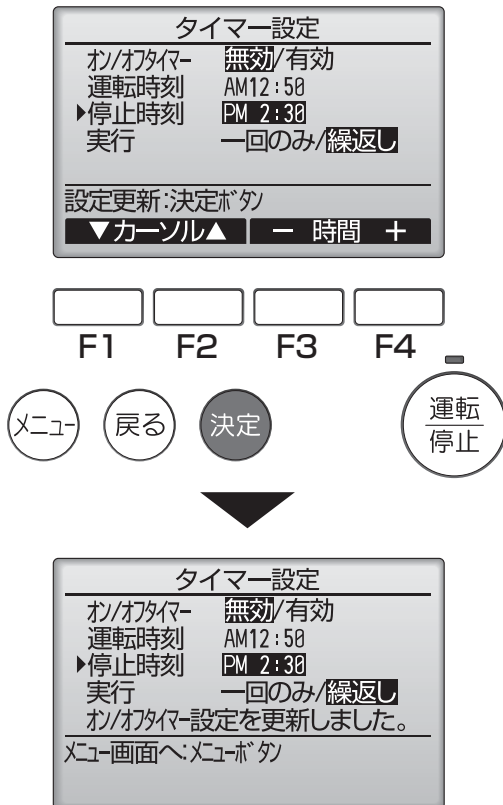 タイマー設定
オン/オフタイマー 無効/有効
運転時刻 AM12:50
▶停止時刻 PM 2:30
実行 一回のみ/繰返し
設定更新:決定ボタン
▼カーソル▲ − 時間 +
F1 F2 F3 F4
メニュー 戻る 決定 運転
停止
タイマー設定
オン/オフタイマー 無効/有効
運転時刻 AM12:50
▶停止時刻 PM 2:30
実行 一回のみ/繰返し
オン/オフタイマー設定を更新しました。
メニュー画面へ:メニューボタン